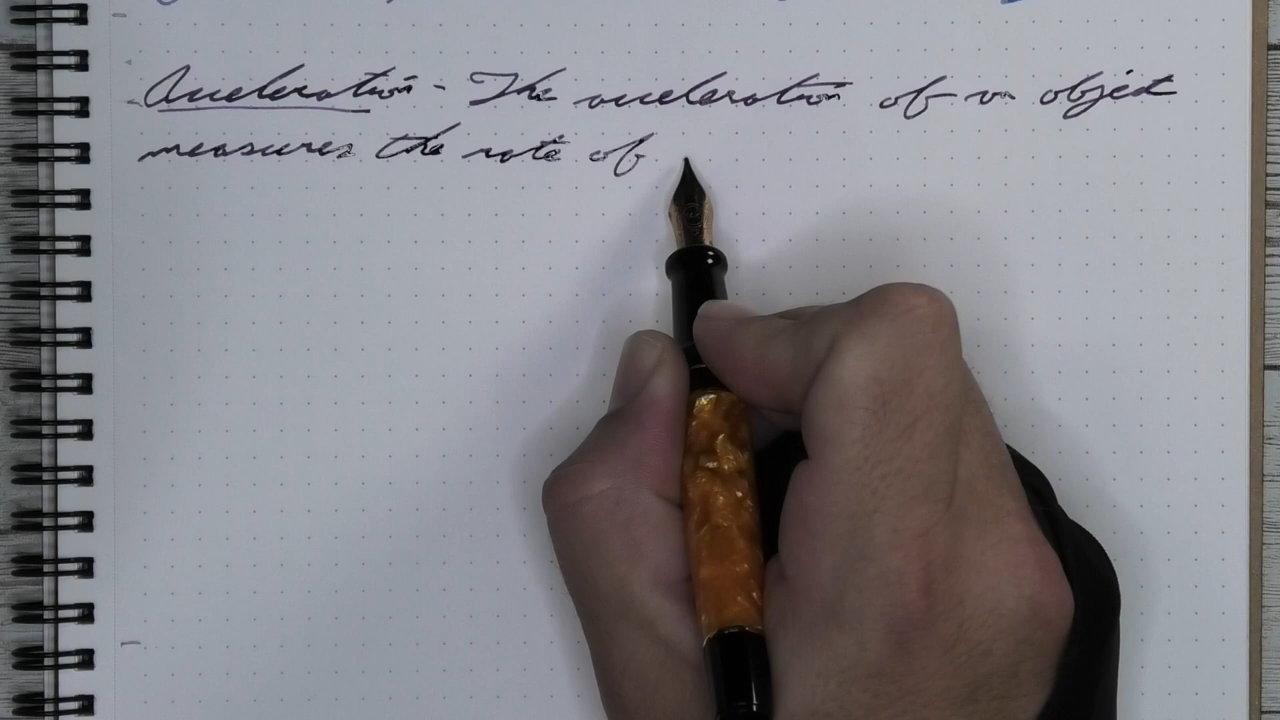 Acceleration - The acceleration of an object
measures the rate of